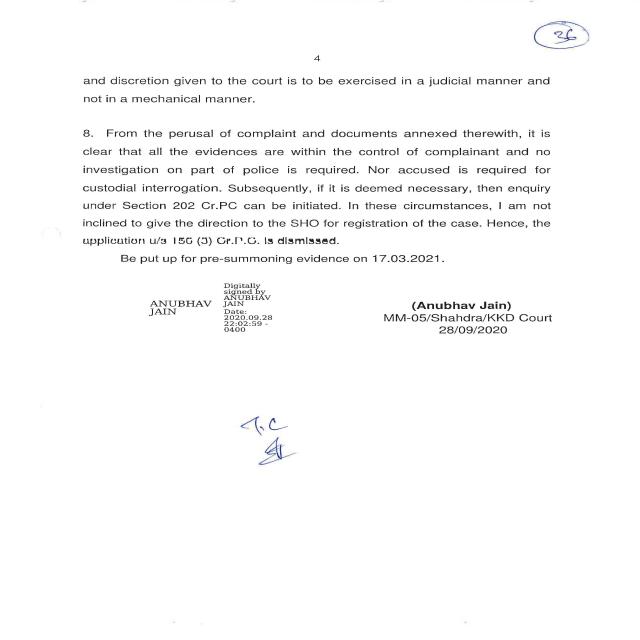 36
4
and discretion given to the court is to be exercised in a judicial manner and
not in a mechanical manner.
8. From the perusal of complaint and documents annexed therewith, it is
clear that all the evidences are within the control of complainant and no
investigation on part of police is required. Nor accused is required for
custodial interrogation. Subsequently, if it is deemed necessary, then enquiry
under Section 202 Cr.PC can be initiated. In these circumstances, I am not
inclined to give the direction to the SHO for registration of the case. Hence, the
application u/s 156 (3) Cr.P.C. is dismissed.
Be put up for pre-summoning evidence on 17.03.2021.
ANUBHAV
JAIN
Digitally
signed by
ANUBHAV
JAIN
Date:
2020.09.28
22:02:59 -
0400
(Anubhav Jain)
MM-05/Shahdra/KKD Court
28/09/2020
T.C